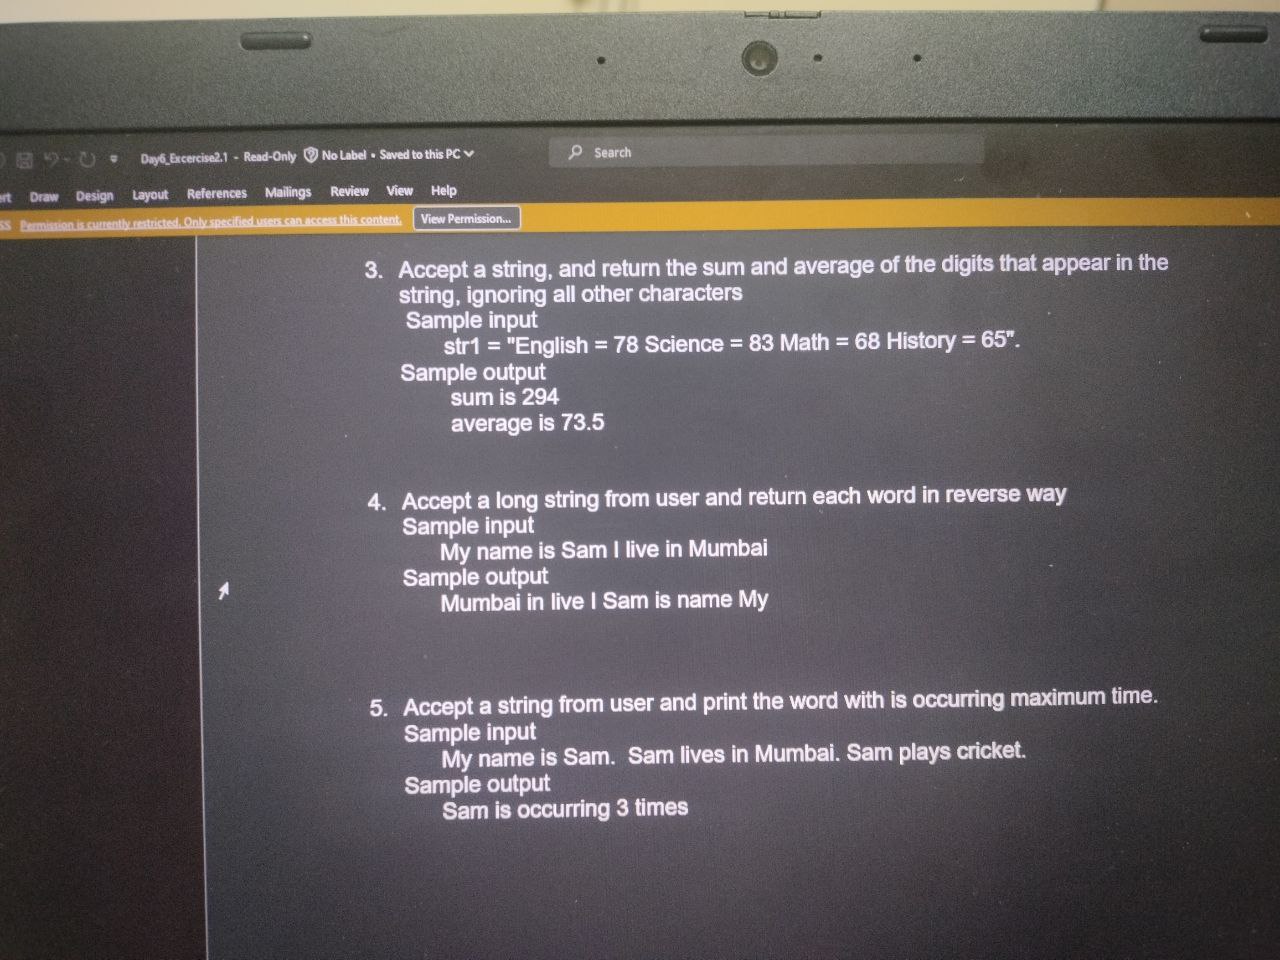 Day6_Excercise2.1 - Read-Only No Label • Saved to this PC
Search
Draw Design Layout References Mailings Review View Help
Permission is currently restricted. Only specified users can access this content. View Permission...
3. Accept a string, and return the sum and average of the digits that appear in the
string, ignoring all other characters
Sample input
str1 = "English = 78 Science = 83 Math = 68 History = 65".
Sample output
sum is 294
average is 73.5
4. Accept a long string from user and return each word in reverse way
Sample input
My name is Sam I live in Mumbai
Sample output
Mumbai in live I Sam is name My
5. Accept a string from user and print the word with is occurring maximum time.
Sample input
My name is Sam.  Sam lives in Mumbai. Sam plays cricket.
Sample output
Sam is occurring 3 times